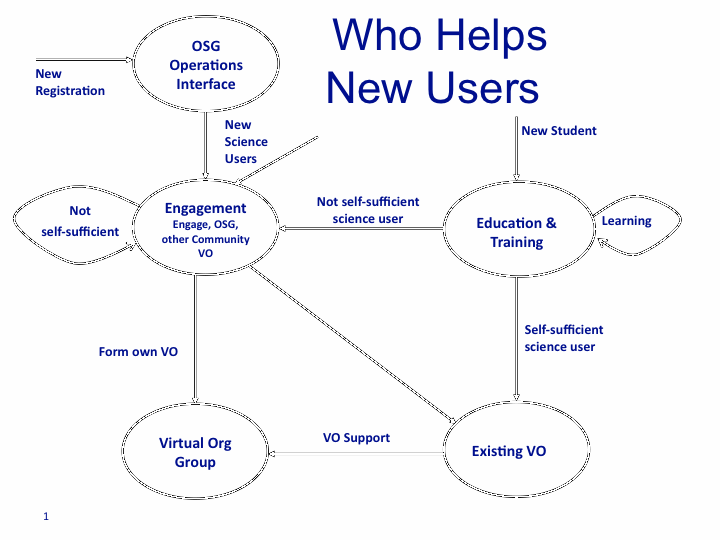 Who Helps
New Users
OSG
Operations
Interface
New
Registration
New
Science
Users
New Student
Not
self-sufficient
Engagement
Engage, OSG,
other Community
VO
Not self-sufficient
science user
Education &
Training
Learning
Form own VO
Self-sufficient
science user
Virtual Org
Group
VO Support
Existing VO
1